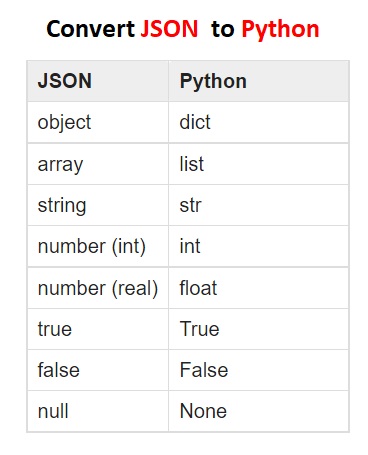 Convert JSON to Python
JSON Python
object dict
array list
string str
number (int) int
number (real) float
true True
false False
null None